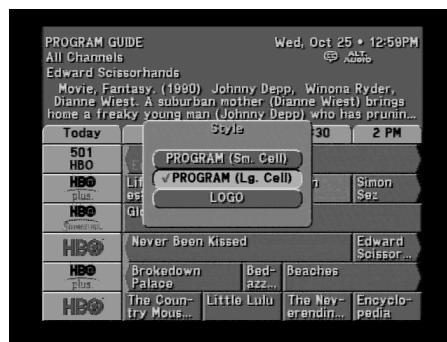 PROGRAM GUIDE Wed, Oct 25 • 12:59PM
All Channels ALT AUDIO
Edward Scissorhands
Movie, Fantasy. (1990) Johnny Depp, Winona Ryder,
Dianne Wiest. A suburban mother (Dianne Wiest) brings
home a freaky young man (Johnny Depp) who has prunin...
Today :30 2 PM
Style
PROGRAM (Sm. Cell)
✓PROGRAM (Lg. Cell)
LOGO
501
HBO
HBO
plus.
Simon
Sez
HBO
HBO
Never Been Kissed
Edward
Scissor...
HBO
plus.
Brokedown
Palace
Bed-
azz...
Beaches
HBO
The Coun-
try Mous...
Little Lulu
The Nev-
erendin...
Encyclo-
pedia